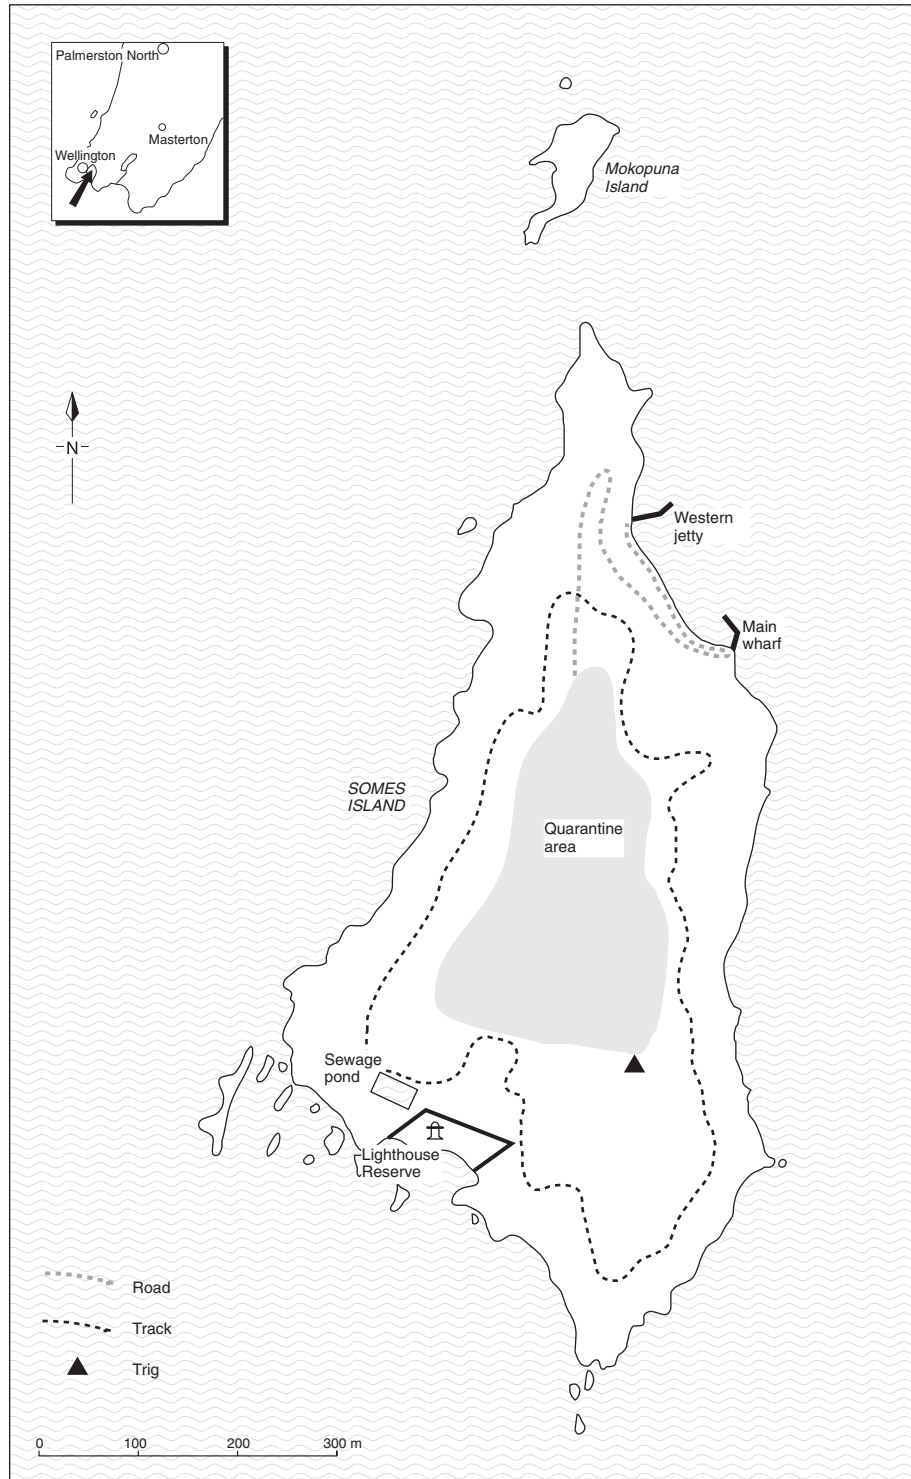 Palmerston North
Masterton
Wellington
Mokopuna
Island
N
Western
jetty
Main
wharf
SOMES
ISLAND
Quarantine
area
Sewage
pond
Lighthouse
Reserve
Road
Track
Trig
0 100 200 300 m